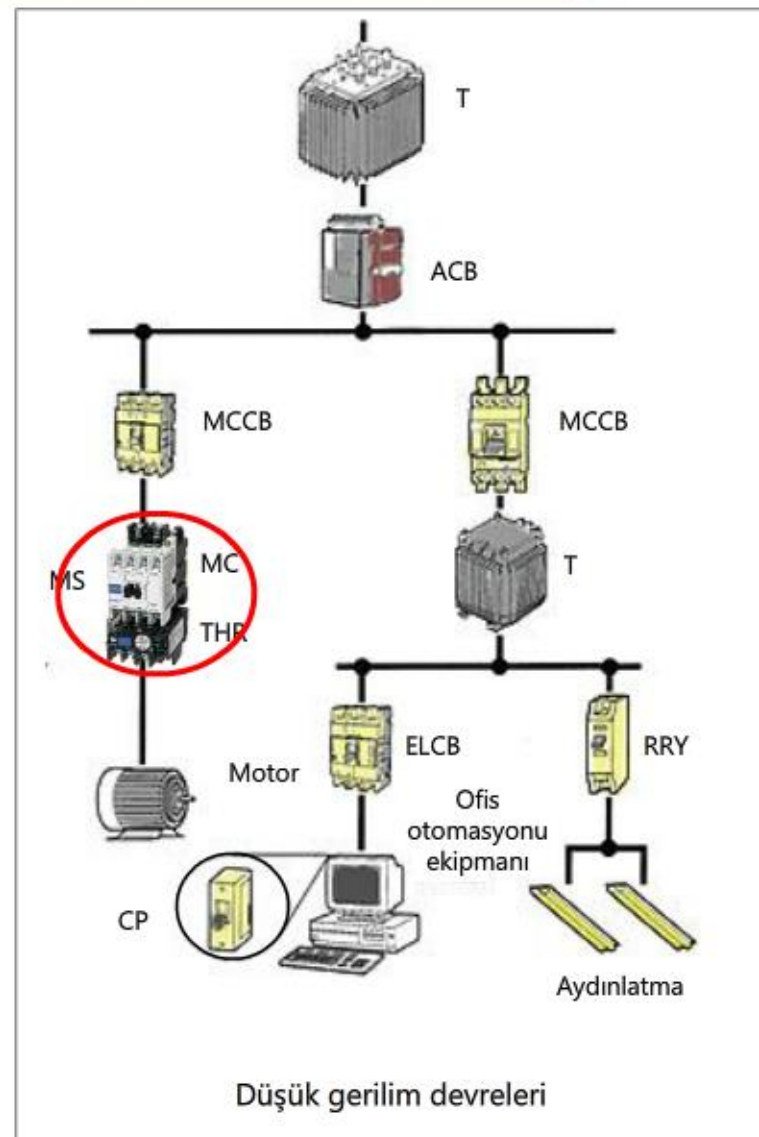 T
ACB
MCCB
MCCB
MS
MC
THR
T
Motor
ELCB
RRY
Ofis
otomasyonu
ekipmanı
CP
Aydınlatma
Düşük gerilim devreleri